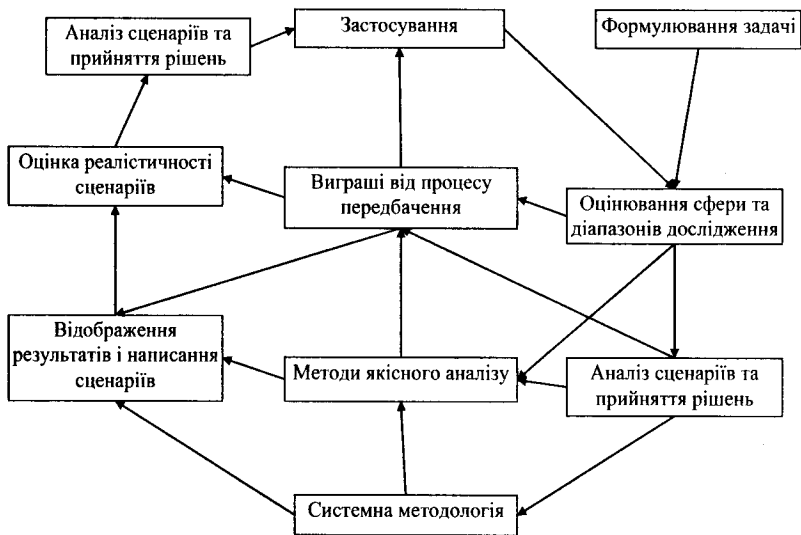 Аналіз сценаріїв та
прийняття рішень
Застосування
Формулювання задачі
Оцінка реалістичності
сценаріїв
Виграші від процесу
передбачення
Оцінювання сфери та
діапазонів дослідження
Відображення
результатів і написання
сценаріїв
Методи якісного аналізу
Аналіз сценаріїв та
прийняття рішень
Системна методологія